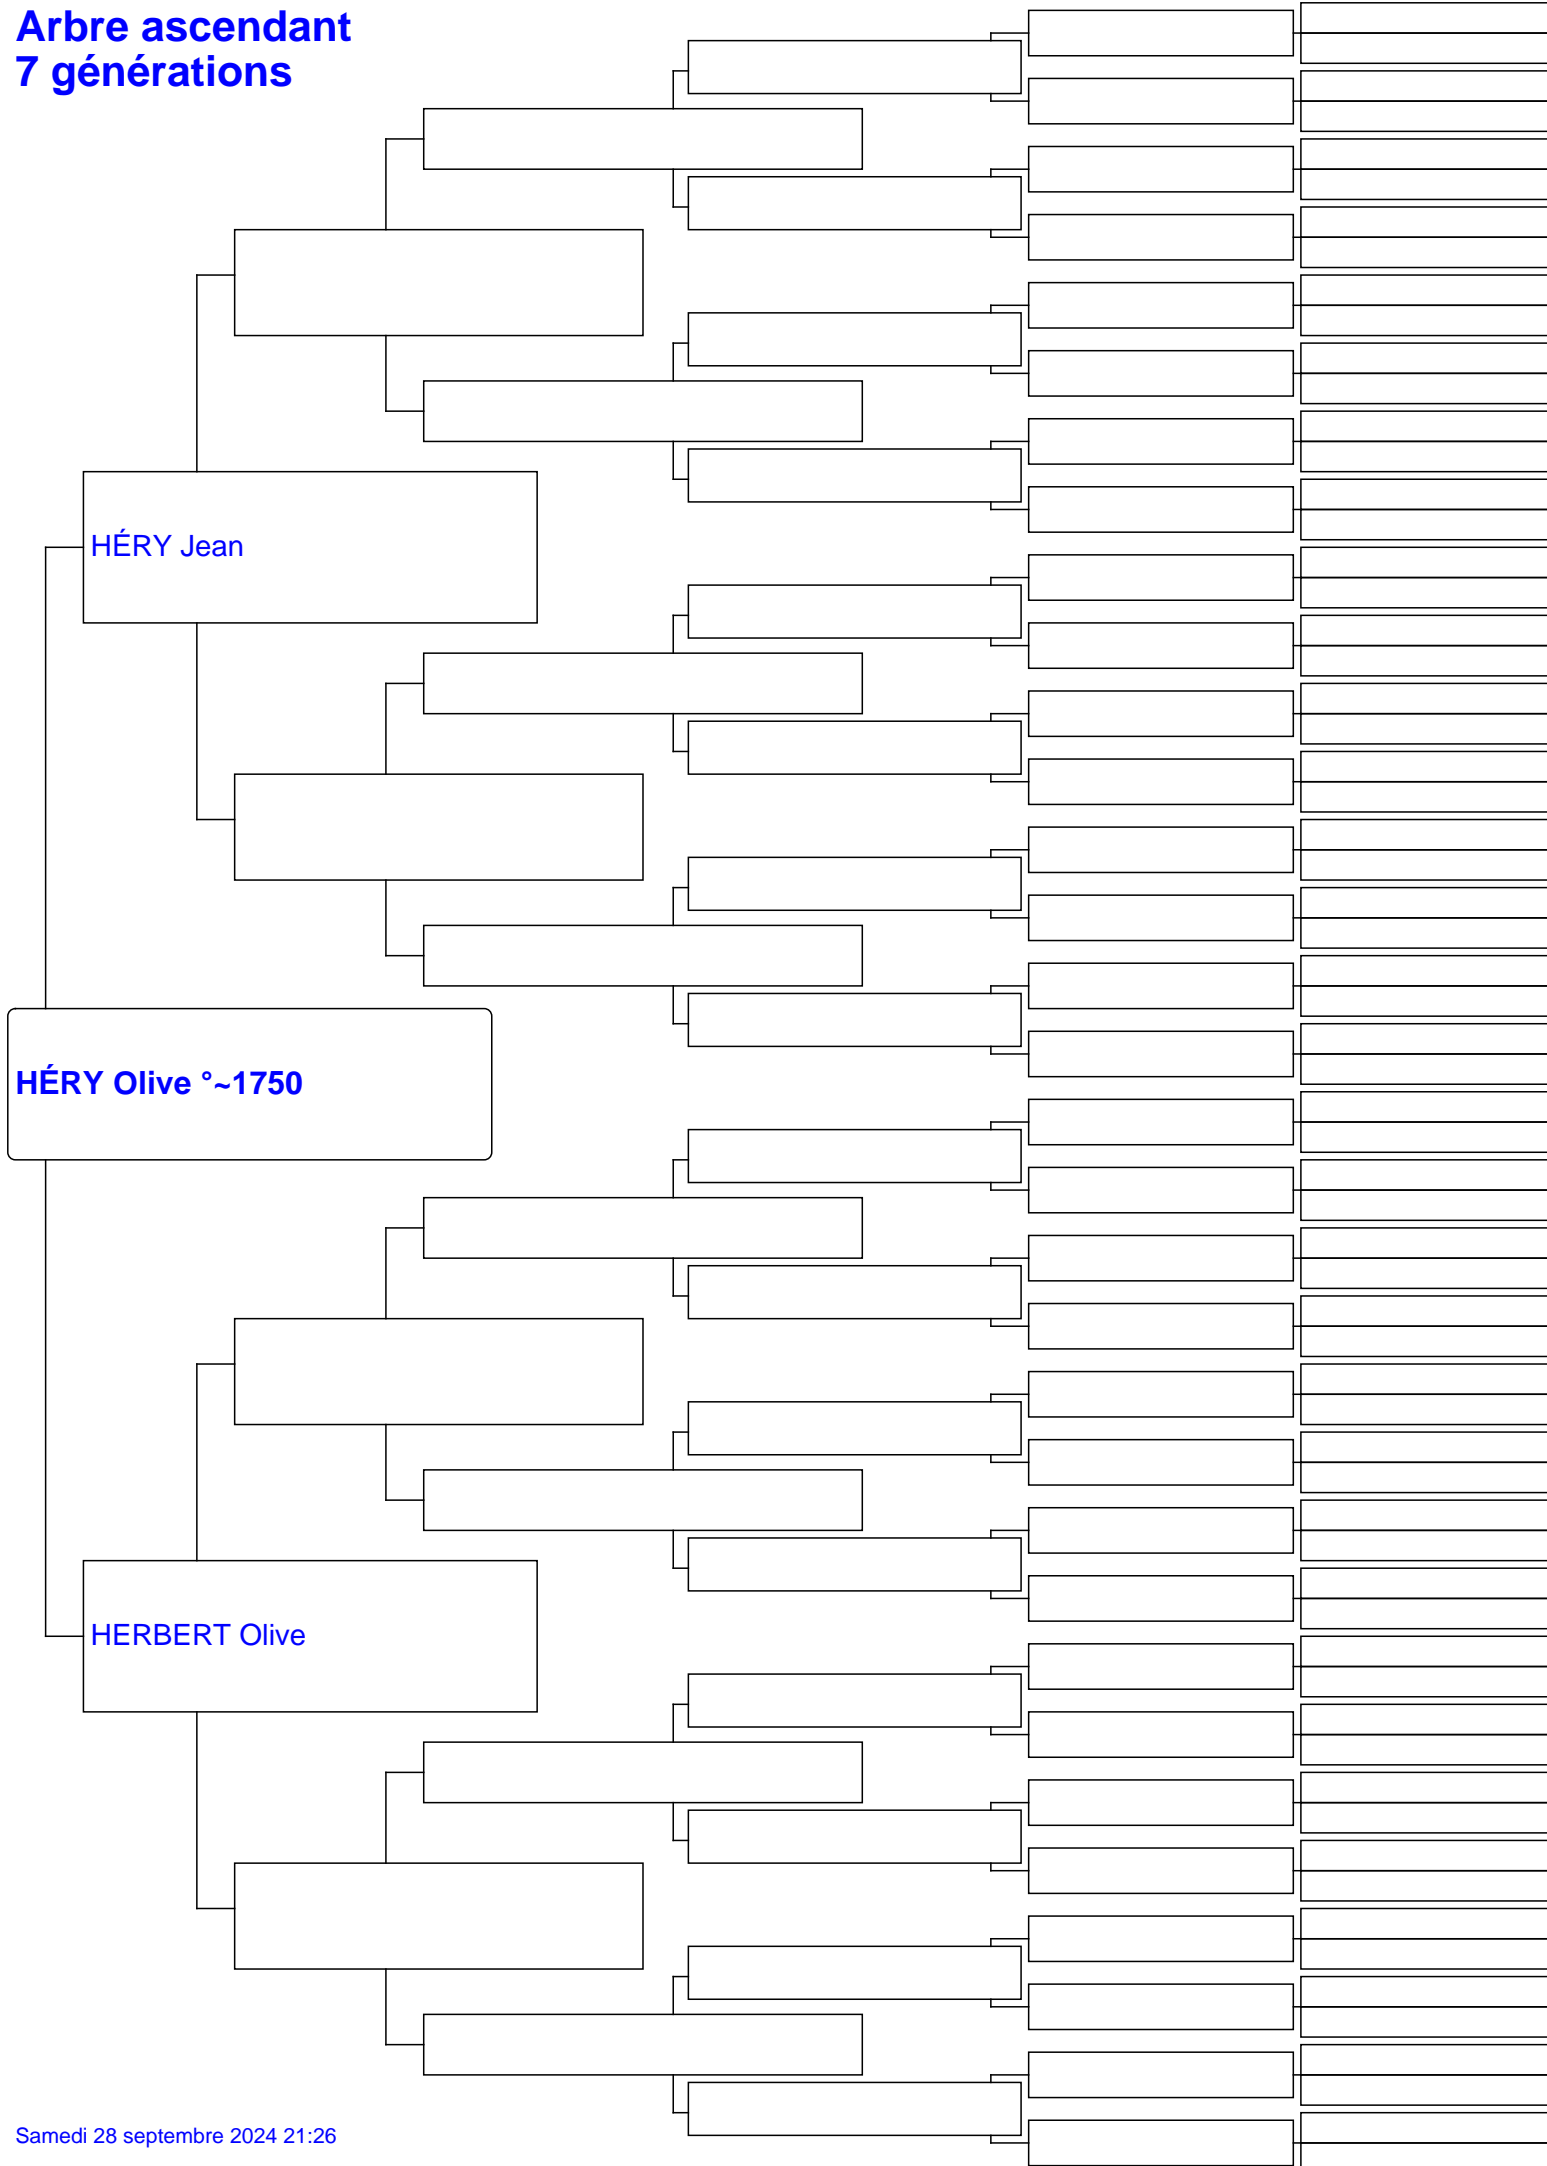 Arbre ascendant
7 générations
HÉRY Jean
HÉRY Olive °~1750
HERBERT Olive
Samedi 28 septembre 2024 21:26